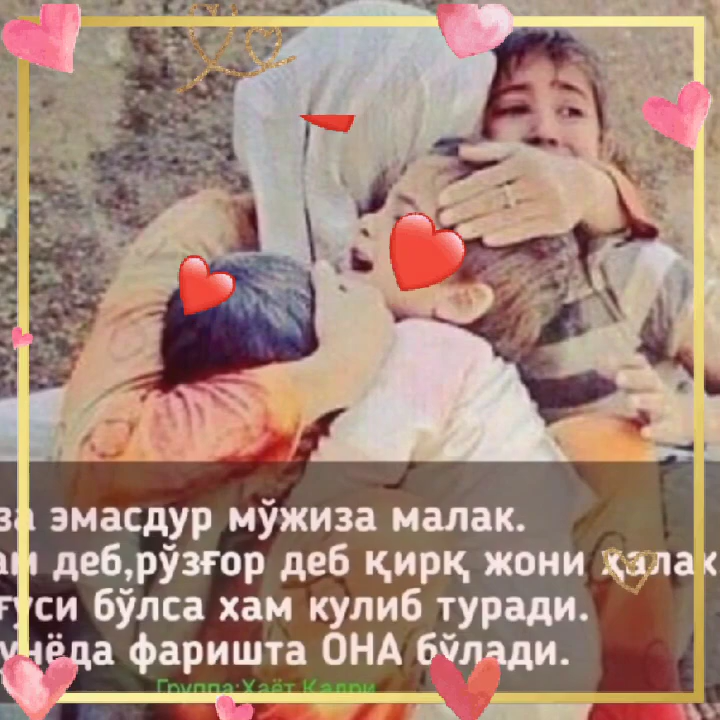 за эмасдур мўжиза малак.
ам деб,рўзғор деб қирқ жони ҳалак
ғуси бўлса хам кулиб туради.
унёда фаришта ОНА бўлади.
Группа:Хаёт Кадри